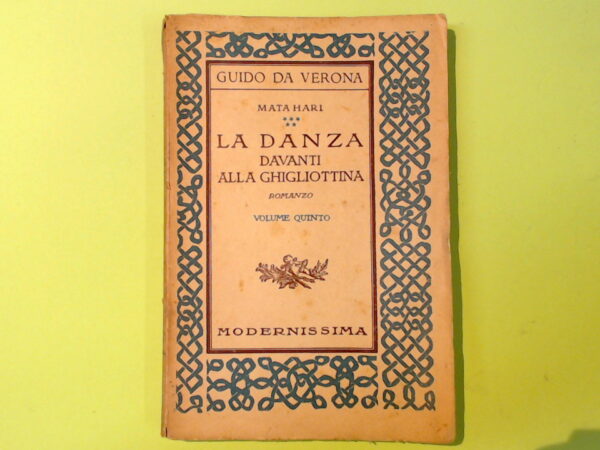 GUIDO DA VERONA
MATA HARI
LA DANZA
DAVANTI
ALLA GHIGLIOTTINA
ROMANZO
VOLUME QUINTO
MODERNISSIMA